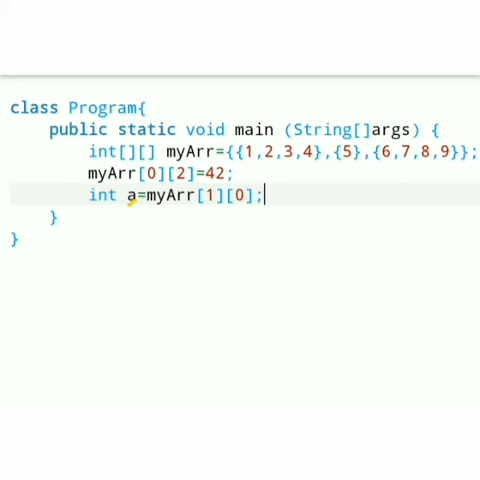 class Program{
public static void main (String[]args) {
int[][] myArr={{1,2,3,4},{5},{6,7,8,9}};
myArr[0][2]=42;
int a=myArr[1][0];
}
}